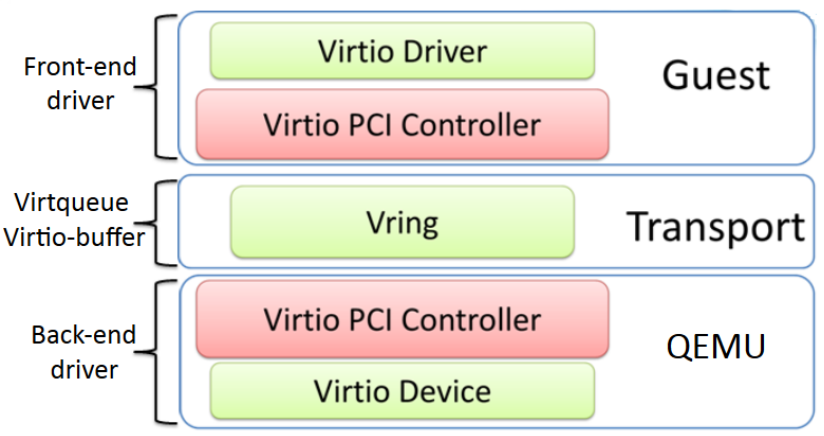 Front-end
driver
Virtio Driver
Virtio PCI Controller
Guest
Virtqueue
Virtio-buffer
Vring
Transport
Back-end
driver
Virtio PCI Controller
Virtio Device
QEMU